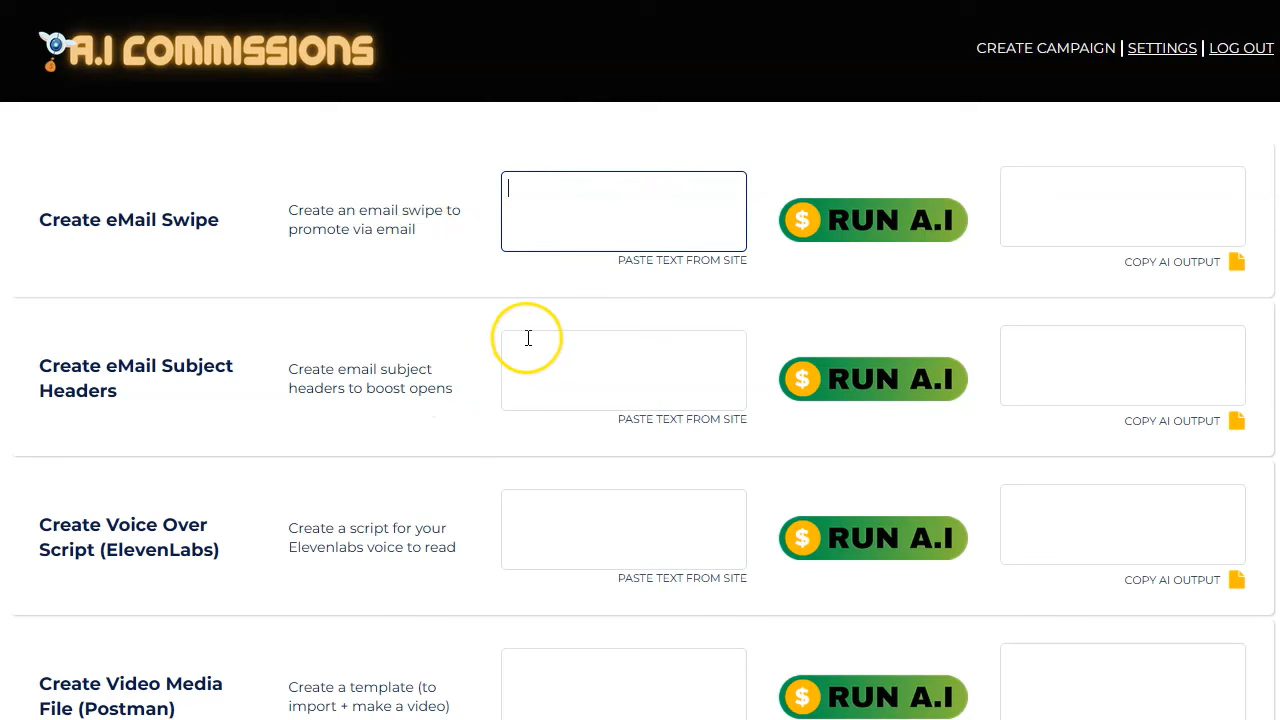 A.I COMMISSIONS
CREATE CAMPAIGN | SETTINGS | LOG OUT
Create eMail Swipe
Create an email swipe to
promote via email
PASTE TEXT FROM SITE
$ RUN A.I
COPY AI OUTPUT
Create eMail Subject
Headers
Create email subject
headers to boost opens
PASTE TEXT FROM SITE
$ RUN A.I
COPY AI OUTPUT
Create Voice Over
Script (ElevenLabs)
Create a script for your
Elevenlabs voice to read
PASTE TEXT FROM SITE
$ RUN A.I
COPY AI OUTPUT
Create Video Media
File (Postman)
Create a template (to
import + make a video)
$ RUN A.I